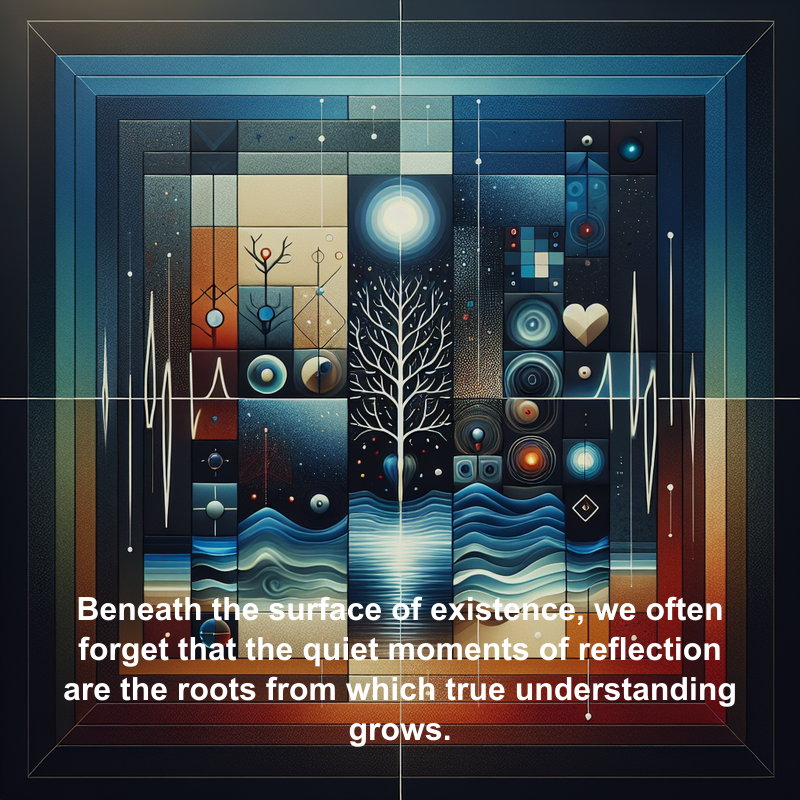 Beneath the surface of existence, we often
forget that the quiet moments of reflection
are the roots from which true understanding
grows.